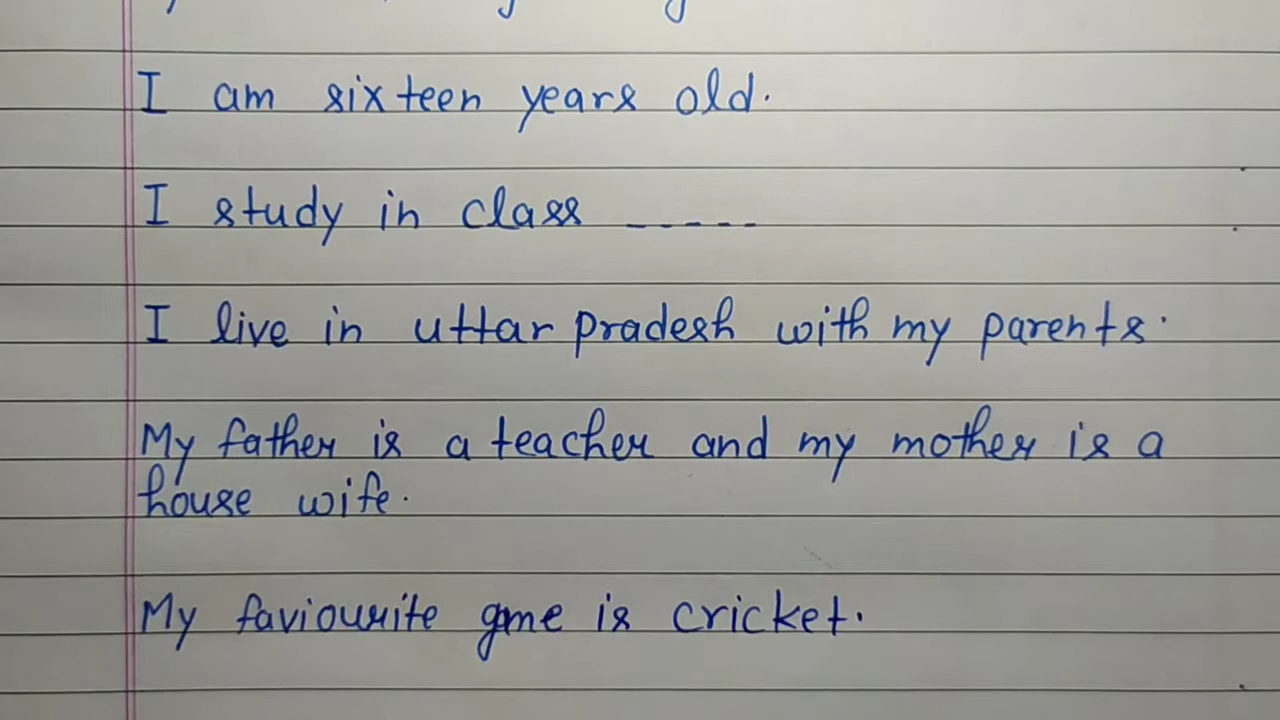 I am sixteen years old.
I study in class -----
I live in uttar pradesh with my parents.
My father is a teacher and my mother is a
house wife.
My faviourite gme is cricket.